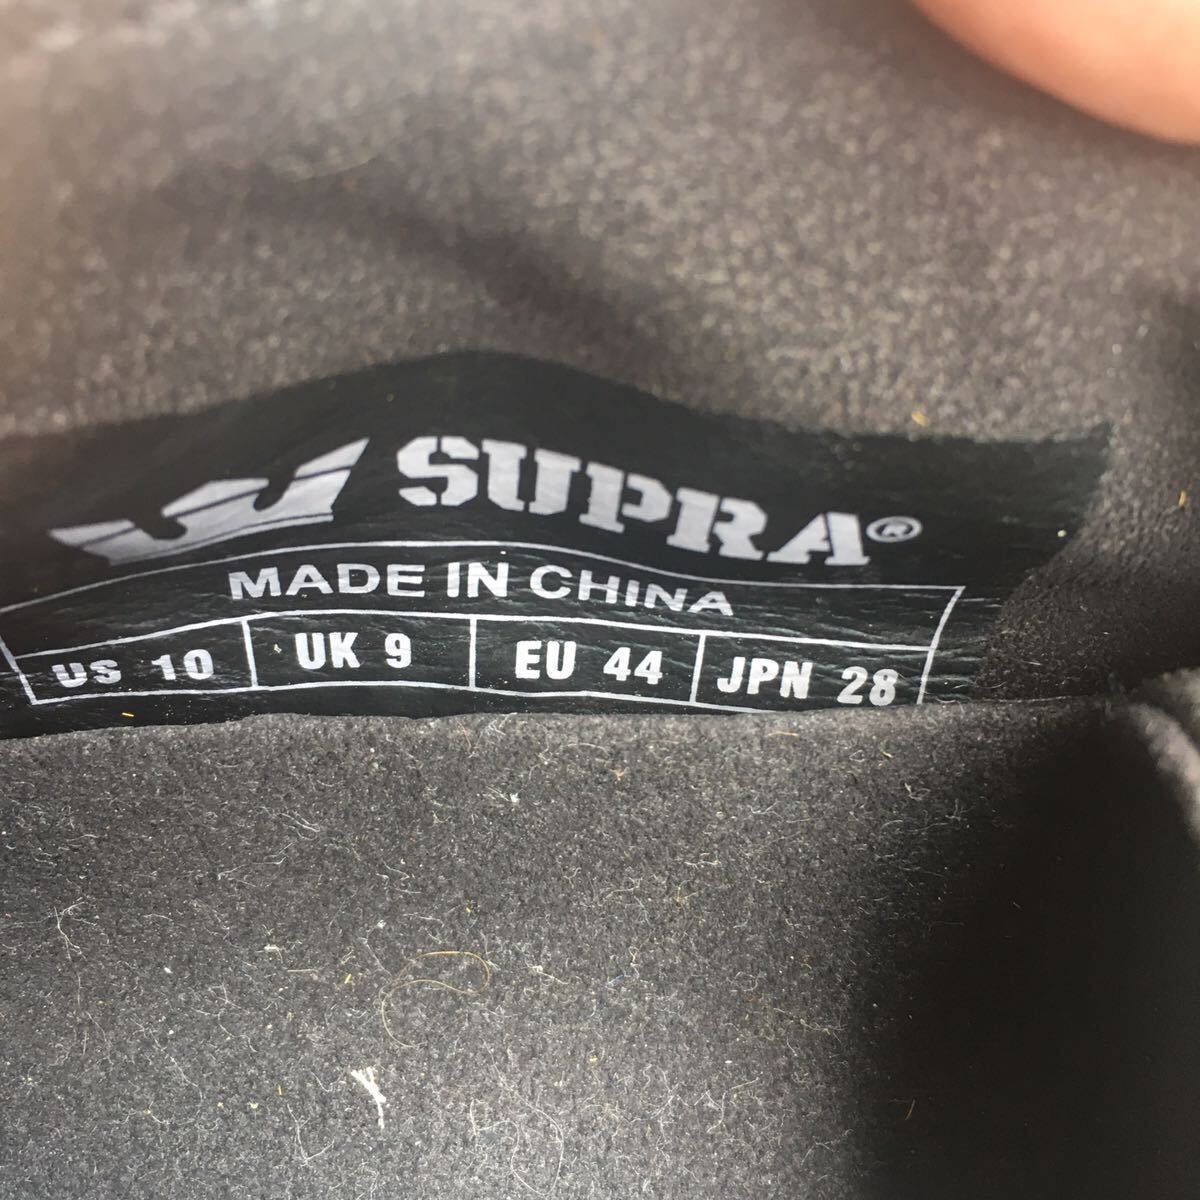 SUPRA®
MADE IN CHINA
US 10 UK 9 EU 44 JPN 28